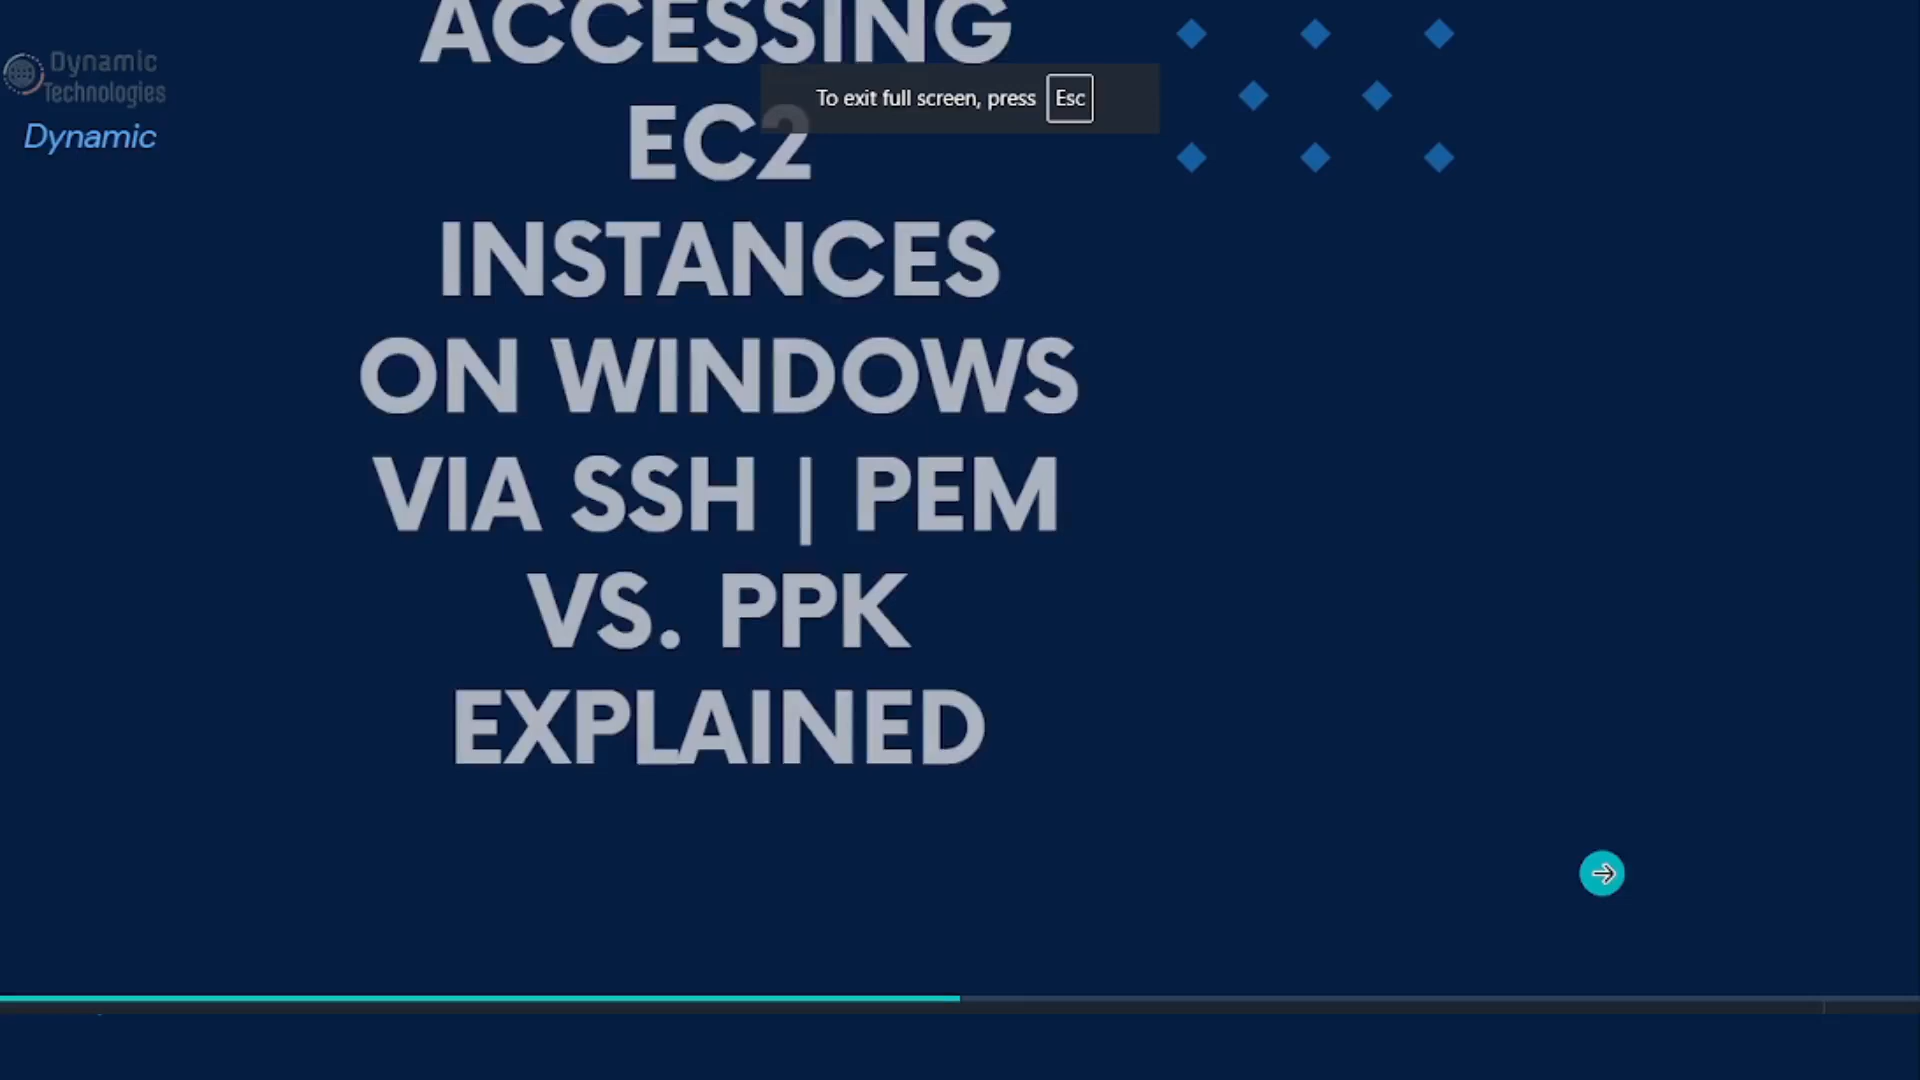 ACCESSING
Dynamic
Technologies
Dynamic
To exit full screen, press Esc
EC2
INSTANCES
ON WINDOWS
VIA SSH | PEM
VS. PPK
EXPLAINED